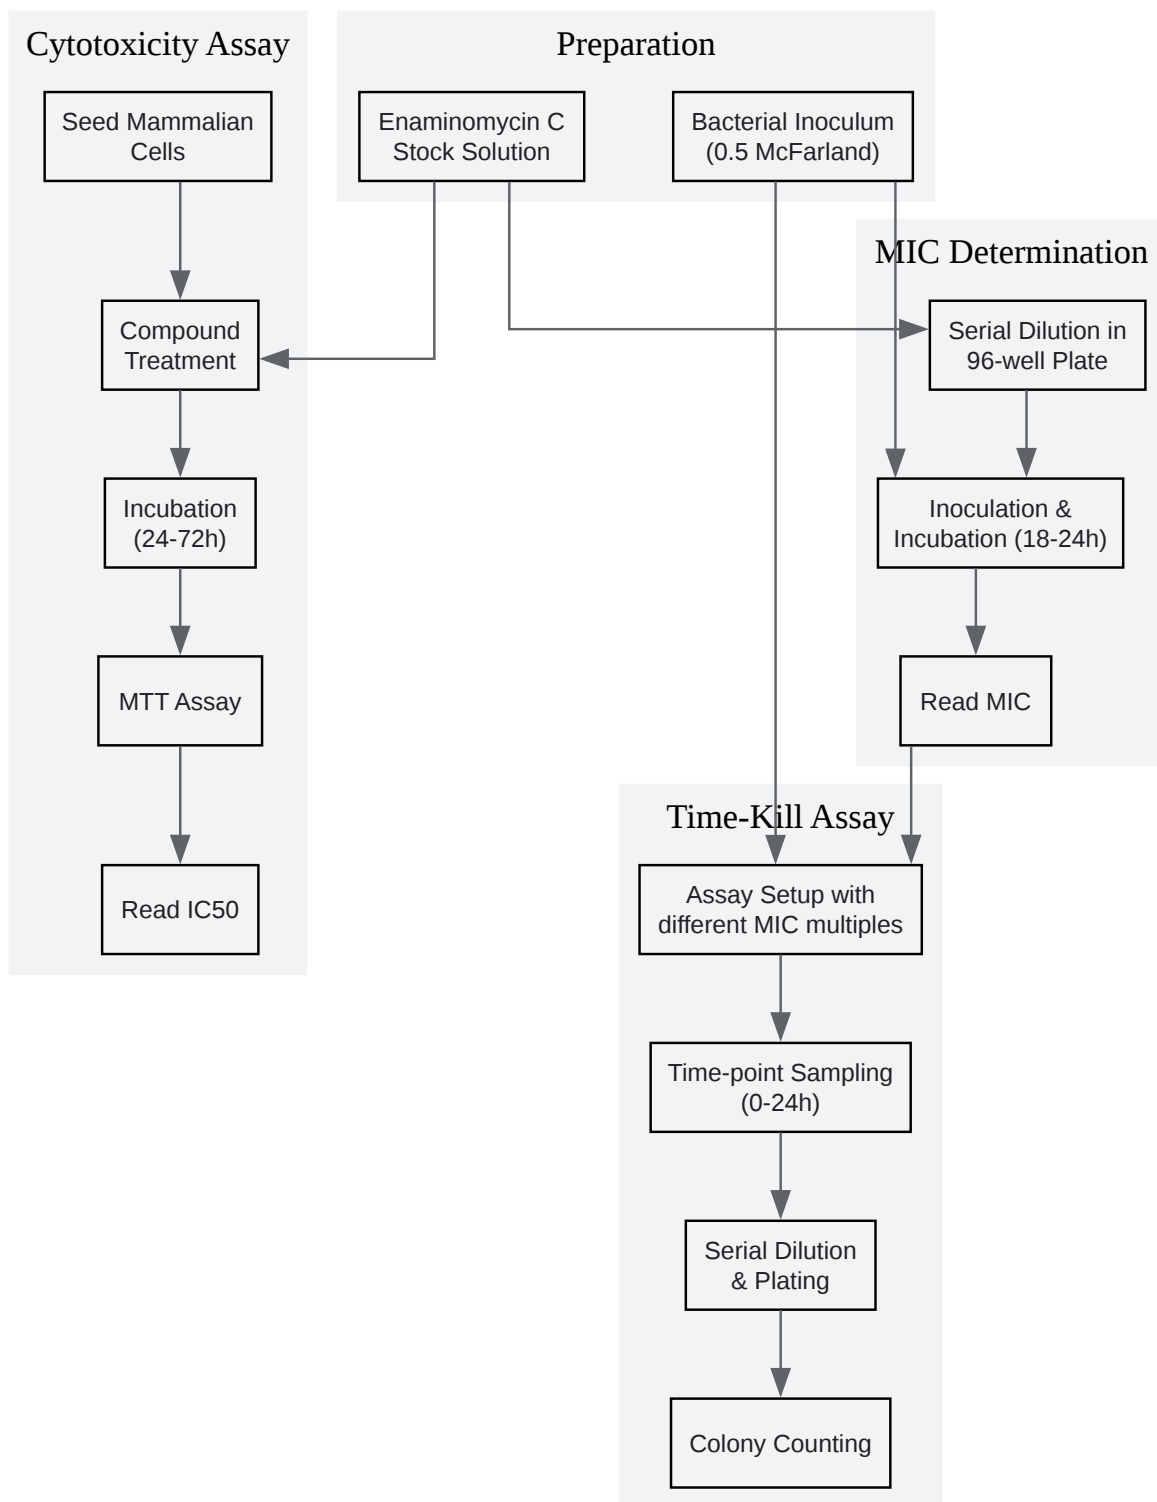 Cytotoxicity Assay
Seed Mammalian
Cells
Compound
Treatment
Incubation
(24-72h)
MTT Assay
Read IC50
Preparation
Enaminomycin C
Stock Solution
Bacterial Inoculum
(0.5 McFarland)
MIC Determination
Serial Dilution in
96-well Plate
Inoculation &
Incubation (18-24h)
Read MIC
Time-Kill Assay
Assay Setup with
different MIC multiples
Time-point Sampling
(0-24h)
Serial Dilution
& Plating
Colony Counting